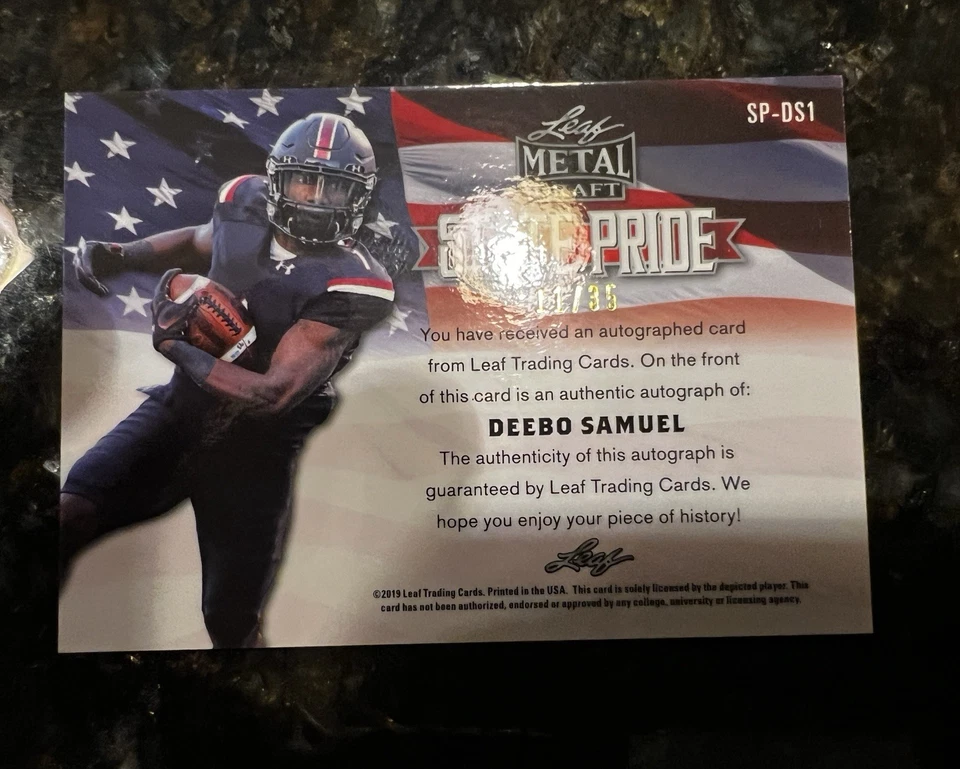 SP-DS1
Leaf
METAL
DRAFT
STATE PRIDE
11/35
You have received an autographed card
from Leaf Trading Cards. On the front
of this card is an authentic autograph of:
DEEBO SAMUEL
The authenticity of this autograph is
guaranteed by Leaf Trading Cards. We
hope you enjoy your piece of history!
Leaf
©2019 Leaf Trading Cards. Printed in the USA. This card is solely licensed by the depicted player. This
card has not been authorized, endorsed or approved by any college, university or licensing agency.